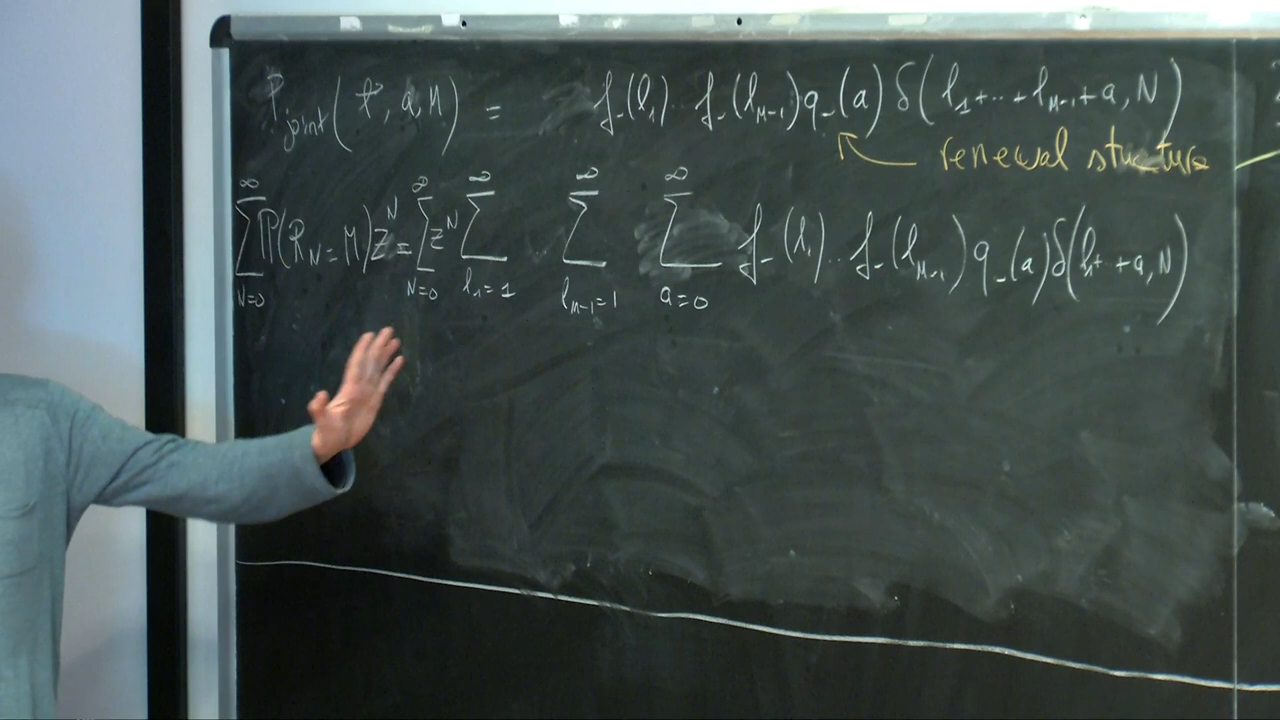 P_joint(l⃗, a, M) = f_-(l_1) .. f_-(l_{M-1}) q_-(a) δ(l_1 + ... + l_{M-1} + a, N)
renewal structure
∑_{N=0}^{∞} P(R_N = M) z^N = ∑_{N=0}^{∞} z^N ∑_{l_1=1}^{∞} .. ∑_{l_{M-1}=1}^{∞} ∑_{a=0}^{∞} f_-(l_1) .. f_-(l_{M-1}) q_-(a) δ(l_1 + + a, N)